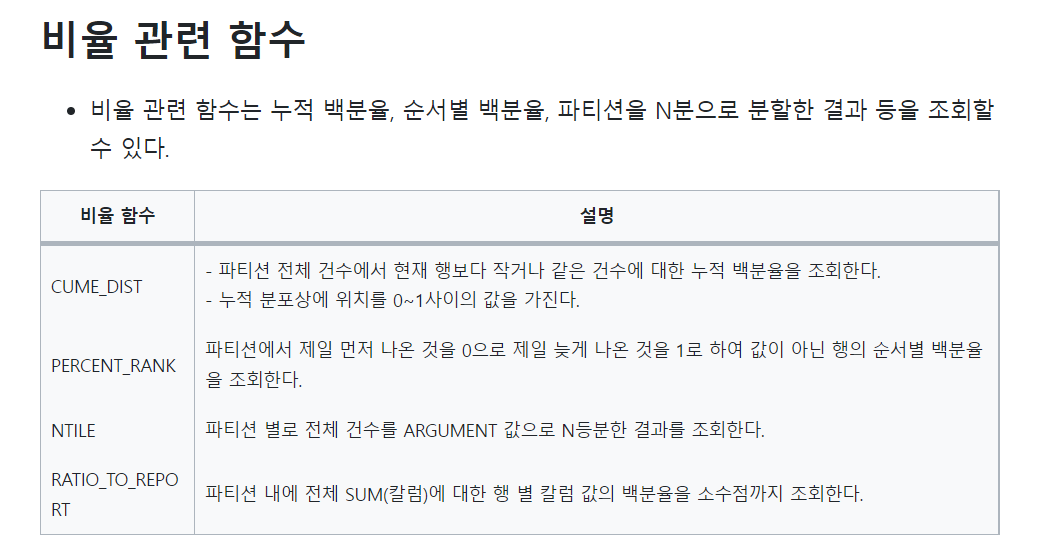 비율 관련 함수
• 비율 관련 함수는 누적 백분율, 순서별 백분율, 파티션을 N분으로 분할한 결과 등을 조회할
수 있다.
비율 함수 설명
CUME_DIST
- 파티션 전체 건수에서 현재 행보다 작거나 같은 건수에 대한 누적 백분율을 조회한다.
- 누적 분포상에 위치를 0~1사이의 값을 가진다.
PERCENT_RANK
파티션에서 제일 먼저 나온 것을 0으로 제일 늦게 나온 것을 1로 하여 값이 아닌 행의 순서별 백분율
을 조회한다.
NTILE
파티션 별로 전체 건수를 ARGUMENT 값으로 N등분한 결과를 조회한다.
RATIO_TO_REPO
RT
파티션 내에 전체 SUM(칼럼)에 대한 행 별 칼럼 값의 백분율을 소수점까지 조회한다.